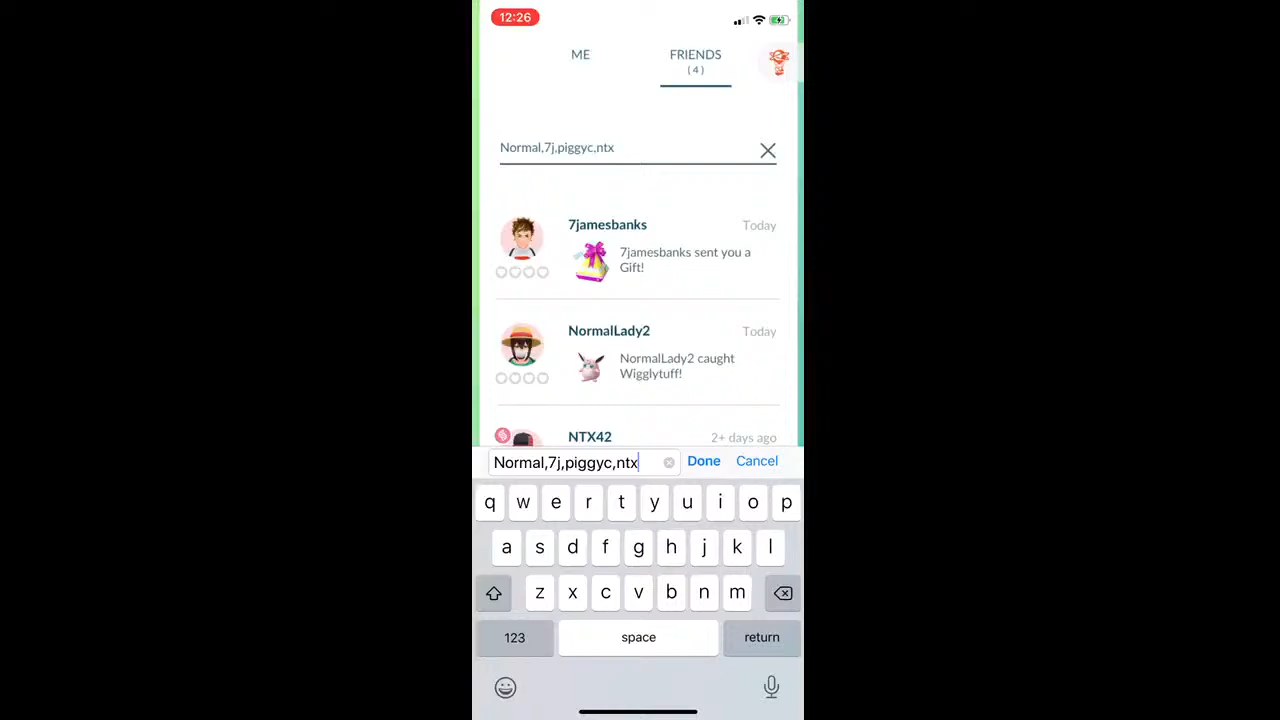 12:26
ME
FRIENDS
( 4 )
Normal,7j,piggyc,ntx
7jamesbanks
Today
7jamesbanks sent you a
Gift!
NormalLady2
Today
NormalLady2 caught
Wigglytuff!
NTX42
2+ days ago
Normal,7j,piggyc,ntx
Done
Cancel
q w e r t y u i o p
a s d f g h j k l
z x c v b n m
123 space return